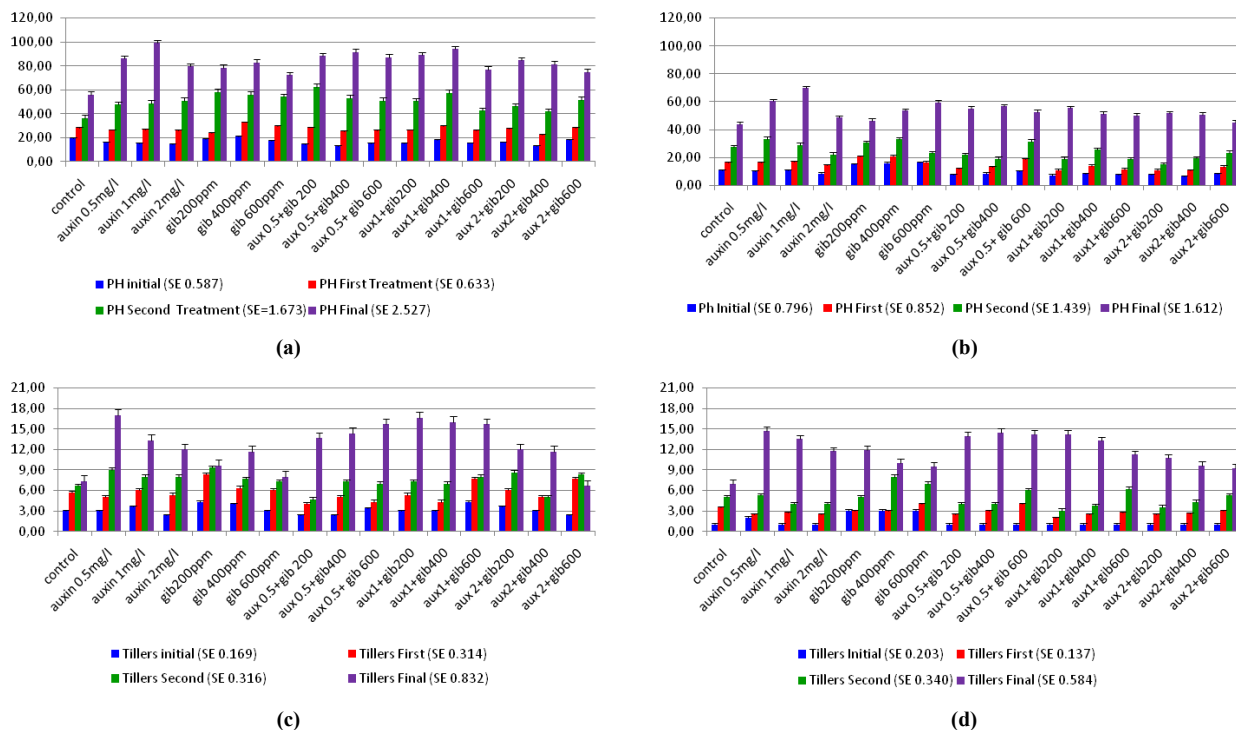 120,00
100,00
80,00
60,00
40,00
20,00
0,00
control
auxin 0.5mg/l
auxin 1mg/l
auxin 2mg/l
gib200ppm
gib 400ppm
gib 600ppm
aux 0.5+gib 200
aux 0.5+gib400
aux 0.5+ gib 600
aux1+gib200
aux1+gib400
aux1+gib600
aux 2+gib200
aux2+gib400
aux 2+gib600
PH initial (SE 0.587)
PH First Treatment (SE 0.633)
PH Second Treatment (SE=1.673)
PH Final (SE 2.527)
(a)
120,00
100,00
80,00
60,00
40,00
20,00
0,00
control
auxin 0.5mg/l
auxin 1mg/l
auxin 2mg/l
gib200ppm
gib 400ppm
gib 600ppm
aux 0.5+gib 200
aux 0.5+gib400
aux 0.5+ gib 600
aux1+gib200
aux1+gib400
aux1+gib600
aux 2+gib200
aux2+gib400
aux 2+gib600
Ph Initial (SE 0.796)
PH First (SE 0.852)
PH Second (SE 1.439)
PH Final (SE 1.612)
(b)
21,00
18,00
15,00
12,00
9,00
6,00
3,00
0,00
control
auxin 0.5mg/l
auxin 1mg/l
auxin 2mg/l
gib200ppm
gib 400ppm
gib 600ppm
aux 0.5+gib 200
aux 0.5+gib400
aux 0.5+ gib 600
aux1+gib200
aux1+gib400
aux1+gib600
aux 2+gib200
aux2+gib400
aux 2+gib600
Tillers initial (SE 0.169)
Tillers First (SE 0.314)
Tillers Second (SE 0.316)
Tillers Final (SE 0.832)
(c)
21,00
18,00
15,00
12,00
9,00
6,00
3,00
0,00
control
auxin 0.5mg/l
auxin 1mg/l
auxin 2mg/l
gib200ppm
gib 400ppm
gib 600ppm
aux 0.5+gib 200
aux 0.5+gib400
aux 0.5+ gib 600
aux1+gib200
aux1+gib400
aux1+gib600
aux 2+gib200
aux2+gib400
aux 2+gib600
Tillers Initial (SE 0.203)
Tillers First (SE 0.137)
Tillers Second (SE 0.340)
Tillers Final (SE 0.584)
(d)